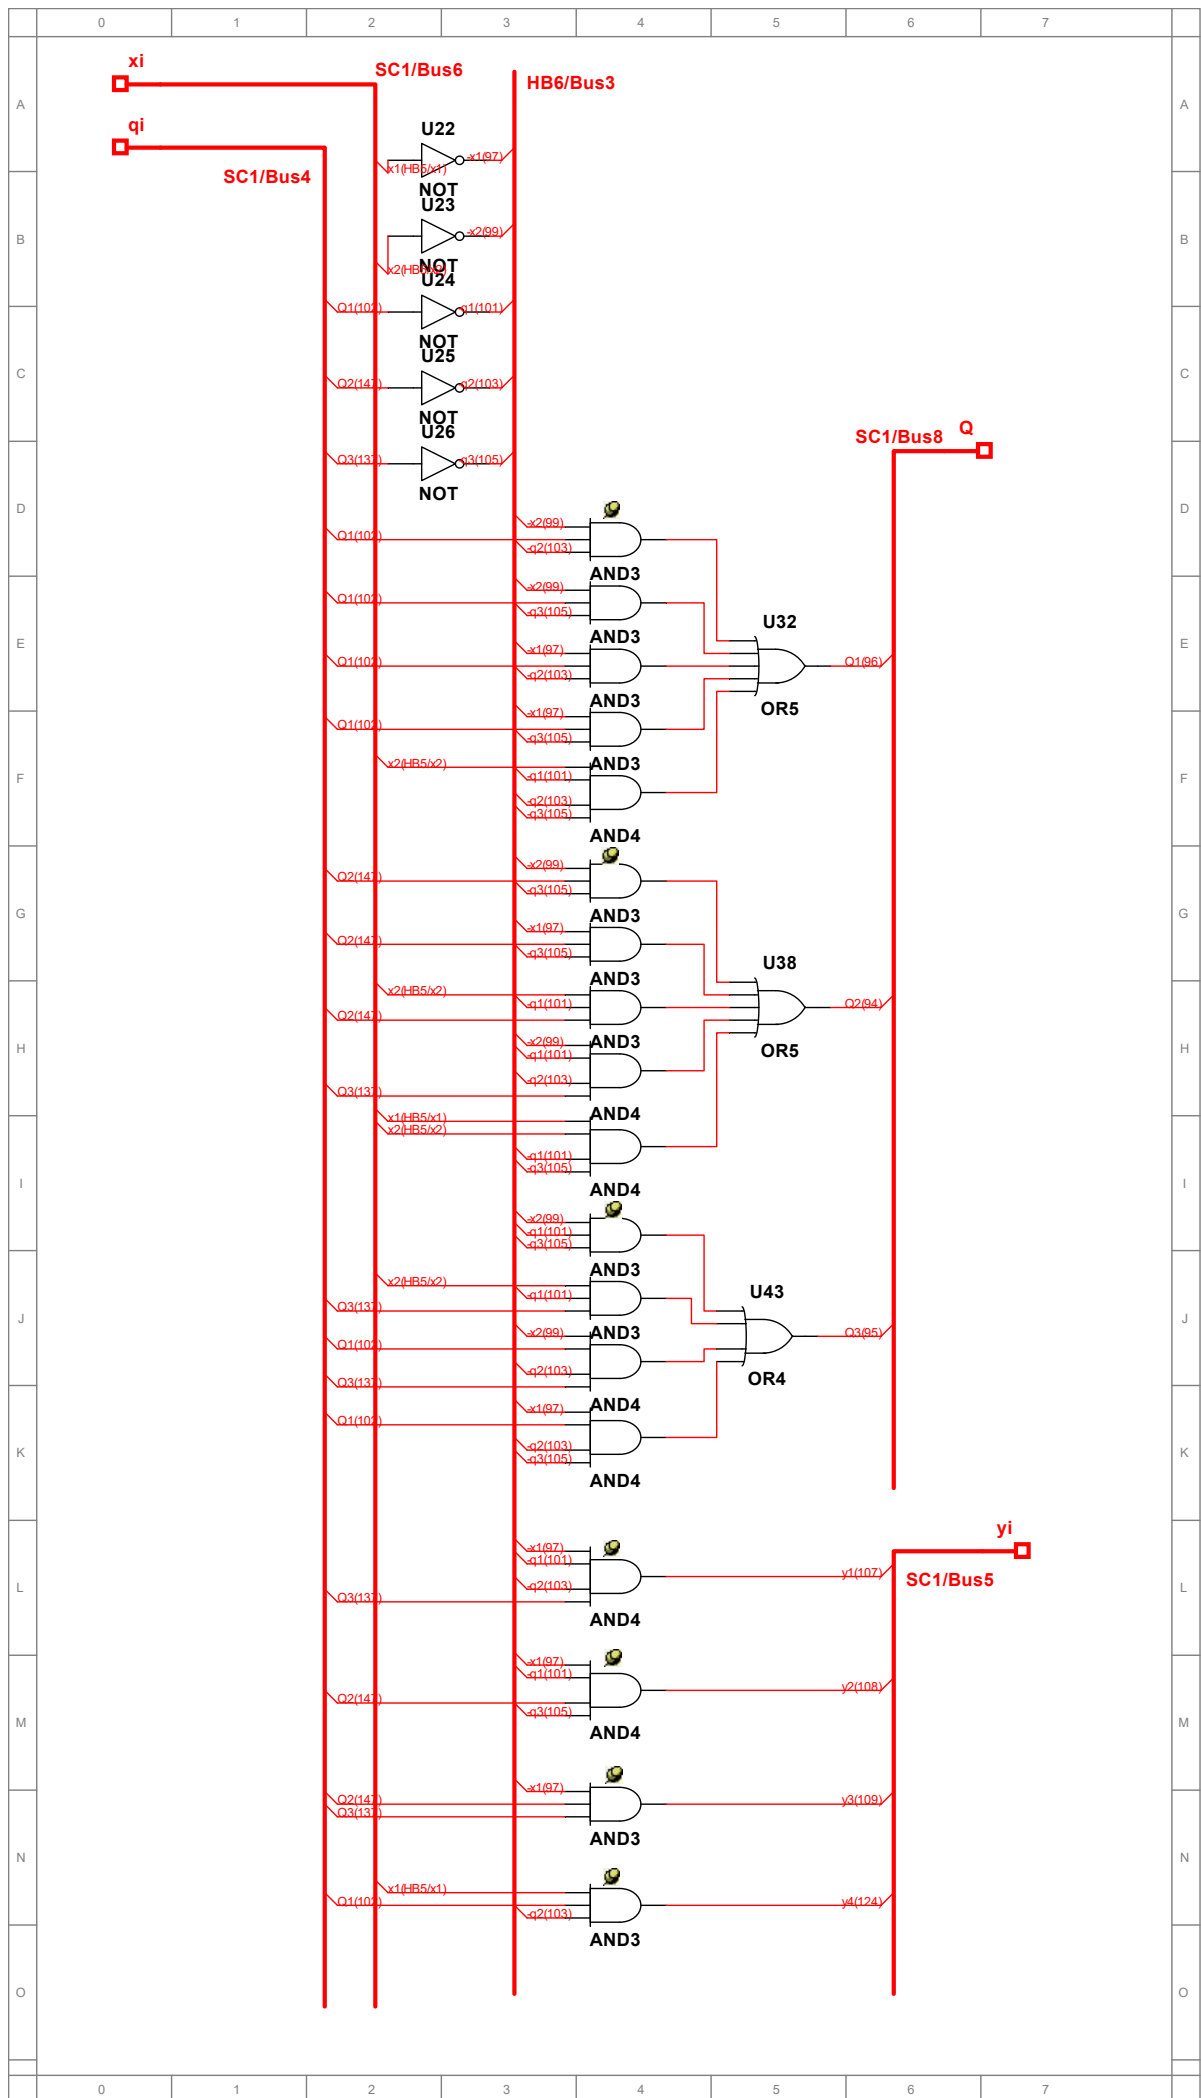 0 1 2 3 4 5 6 7
xi
SC1/Bus6
HB6/Bus3
A A
qi
U22
x1(HB5/x1) -x1(97)
SC1/Bus4
NOT
U23
B -x2(99) B
NOT
U24
Q1(102) -q1(101)
NOT
U25
C C
Q2(147) -q2(103)
NOT
U26
SC1/Bus8 Q
Q3(137) -q3(105)
NOT
D D
-x2(99)
Q1(102)
-q2(103)
AND3
-x2(99)
Q1(102)
-q3(105)
U32
AND3
E E
-x1(97)
Q1(102) Q1(96)
-q2(103)
AND3
OR5
-x1(97)
Q1(102)
-q3(105)
AND3
x2(HB5/x2)
-q1(101)
F F
-q2(103)
-q3(105)
AND4
-x2(99)
Q2(147)
-q3(105)
G G
AND3
-x1(97)
Q2(147)
-q3(105)
U38
AND3
x2(HB5/x2)
-q1(101) Q2(94)
Q2(147)
AND3
-x2(99)
OR5
H H
-q1(101)
-q2(103)
Q3(137)
AND4
x1(HB5/x1)
x2(HB5/x2)
-q1(101)
-q3(105)
I I
AND4
-x2(99)
-q1(101)
-q3(105)
AND3
x2(HB5/x2)
-q1(101)
U43
Q3(137)
J J
AND3
-x2(99) Q3(95)
Q1(102)
-q2(103)
OR4
Q3(137)
AND4
-x1(97)
Q1(102)
-q2(103)
K K
-q3(105)
AND4
yi
-x1(97)
-q1(101)
y1(107)
SC1/Bus5
L L
-q2(103)
Q3(137)
AND4
-x1(97)
-q1(101)
y2(108)
Q2(147)
-q3(105)
M M
AND4
-x1(97)
Q2(147) y3(109)
Q3(137)
AND3
N N
x1(HB5/x1)
Q1(102) y4(124)
-q2(103)
AND3
O O
0 1 2 3 4 5 6 7